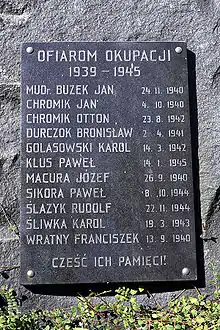 OFIAROM OKUPACJI
1939 - 1945
MUDr. BUZEK JAN 24. 11. 1940
CHROMIK JAN 4. 10. 1940
CHROMIK OTTON 23. 8. 1942
DURCZOK BRONISŁAW 2. 4. 1941
GOLASOWSKI KAROL 14. 3. 1942
KLUS PAWEŁ 14. 1. 1945
MACURA JÓZEF 26. 9. 1940
SIKORA PAWEŁ 8. 10. 1944
SLAZYK RUDOLF 22. 11. 1944
ŚLIWKA KAROL 19. 3. 1943
WRATNY FRANCISZEK 13. 9. 1940
CZEŚĆ ICH PAMIĘCI!